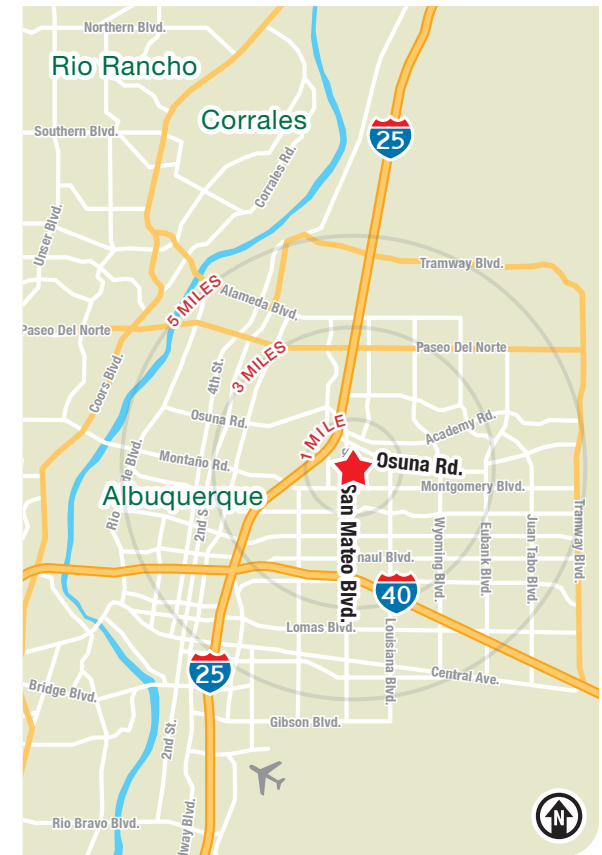 Northern Blvd.
Rio Rancho
Corrales
25
Southern Blvd.
Corrales Rd.
Unser Blvd.
Tramway Blvd.
5 MILES
Alameda Blvd.
Paseo Del Norte
Paseo Del Norte
3 MILES
4th St.
Coors Blvd.
Osuna Rd.
1 MILE
Academy Rd.
Osuna Rd.
Montaño Rd.
Montgomery Blvd.
Albuquerque
2nd S
San Mateo Blvd.
Wyoming Blvd.
Eubank Blvd.
Juan Tabo Blvd.
Tramway Blvd.
Blvd.
40
Lomas Blvd.
Louisiana Blvd.
25
Central Ave.
Bridge Blvd.
Gibson Blvd.
2nd St.
Rio Bravo Blvd.
Blvd.
N